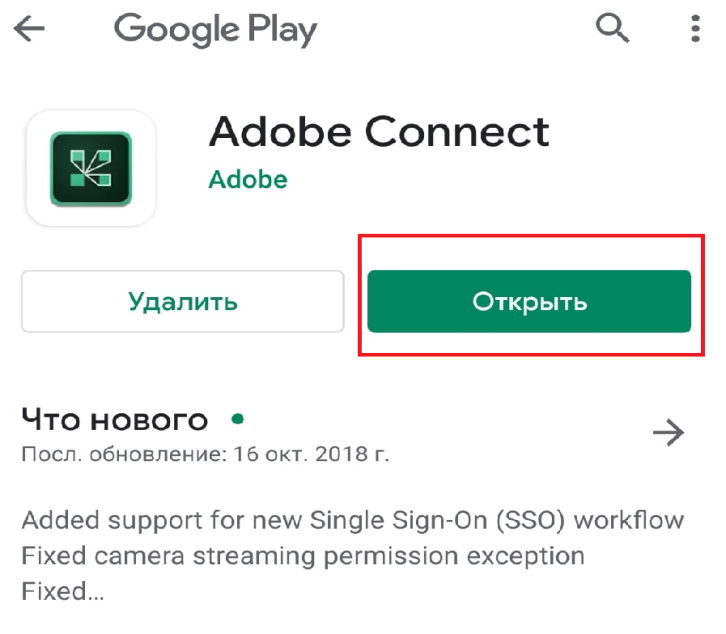 Google Play
Adobe Connect
Adobe
Удалить
Открыть
Что нового
Посл. обновление: 16 окт. 2018 г.
Added support for new Single Sign-On (SSO) workflow
Fixed camera streaming permission exception
Fixed...